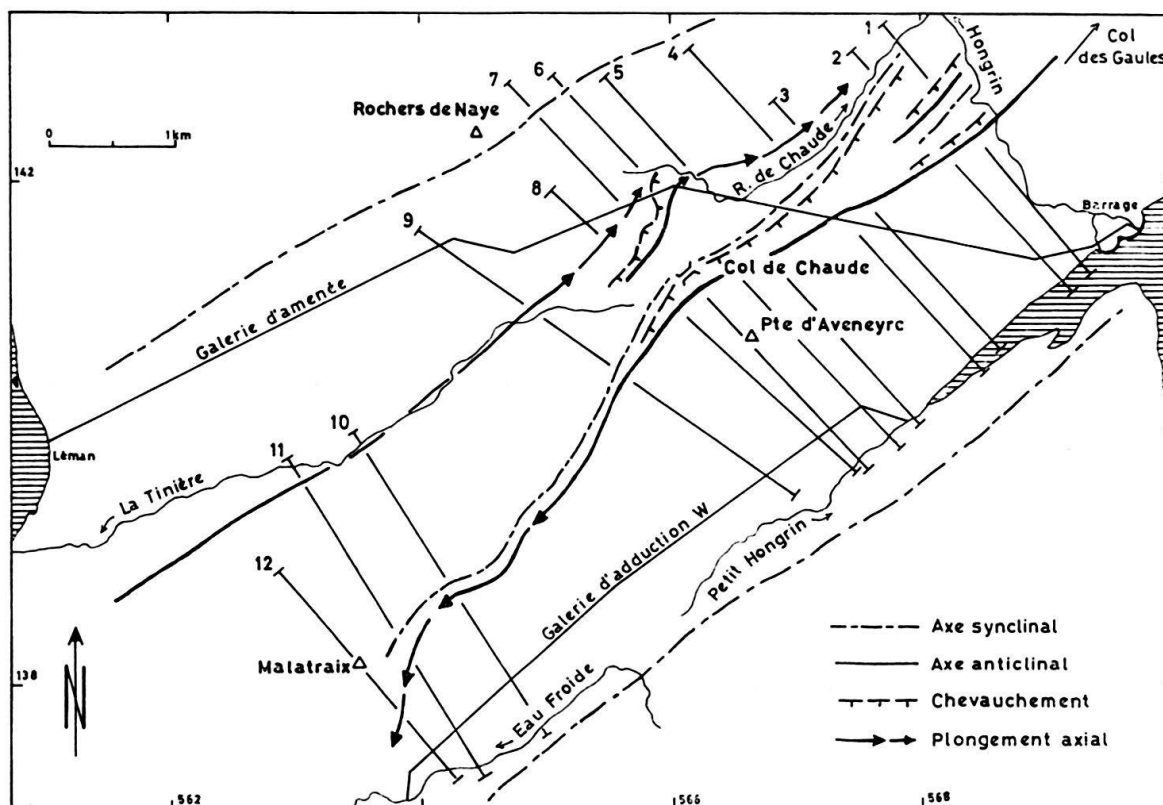 1
Col
des Gaules
Hongrin
2
4
5
6
7
3
Rochers de Naye
0 1km
142
R. de Chaude
8
9
Barrage
Col de Chaude
Galerie d'amenée
Pte d'Aveneyre
Léman
10
11
La Tinière
Galerie d'adduction W
Petit Hongrin
12
Malatraix
138
N
Eau Froide
Axe synclinal
Axe anticlinal
Chevauchement
Plongement axial
562
566
568